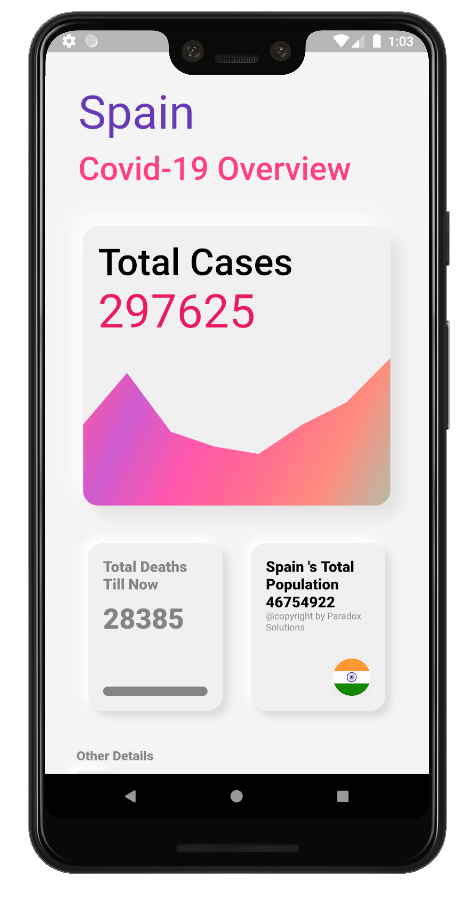 1:03
Spain
Covid-19 Overview
Total Cases
297625
Total Deaths
Till Now
28385
Spain 's Total
Population
46754922
@copyright by Paradox
Solutions
Other Details